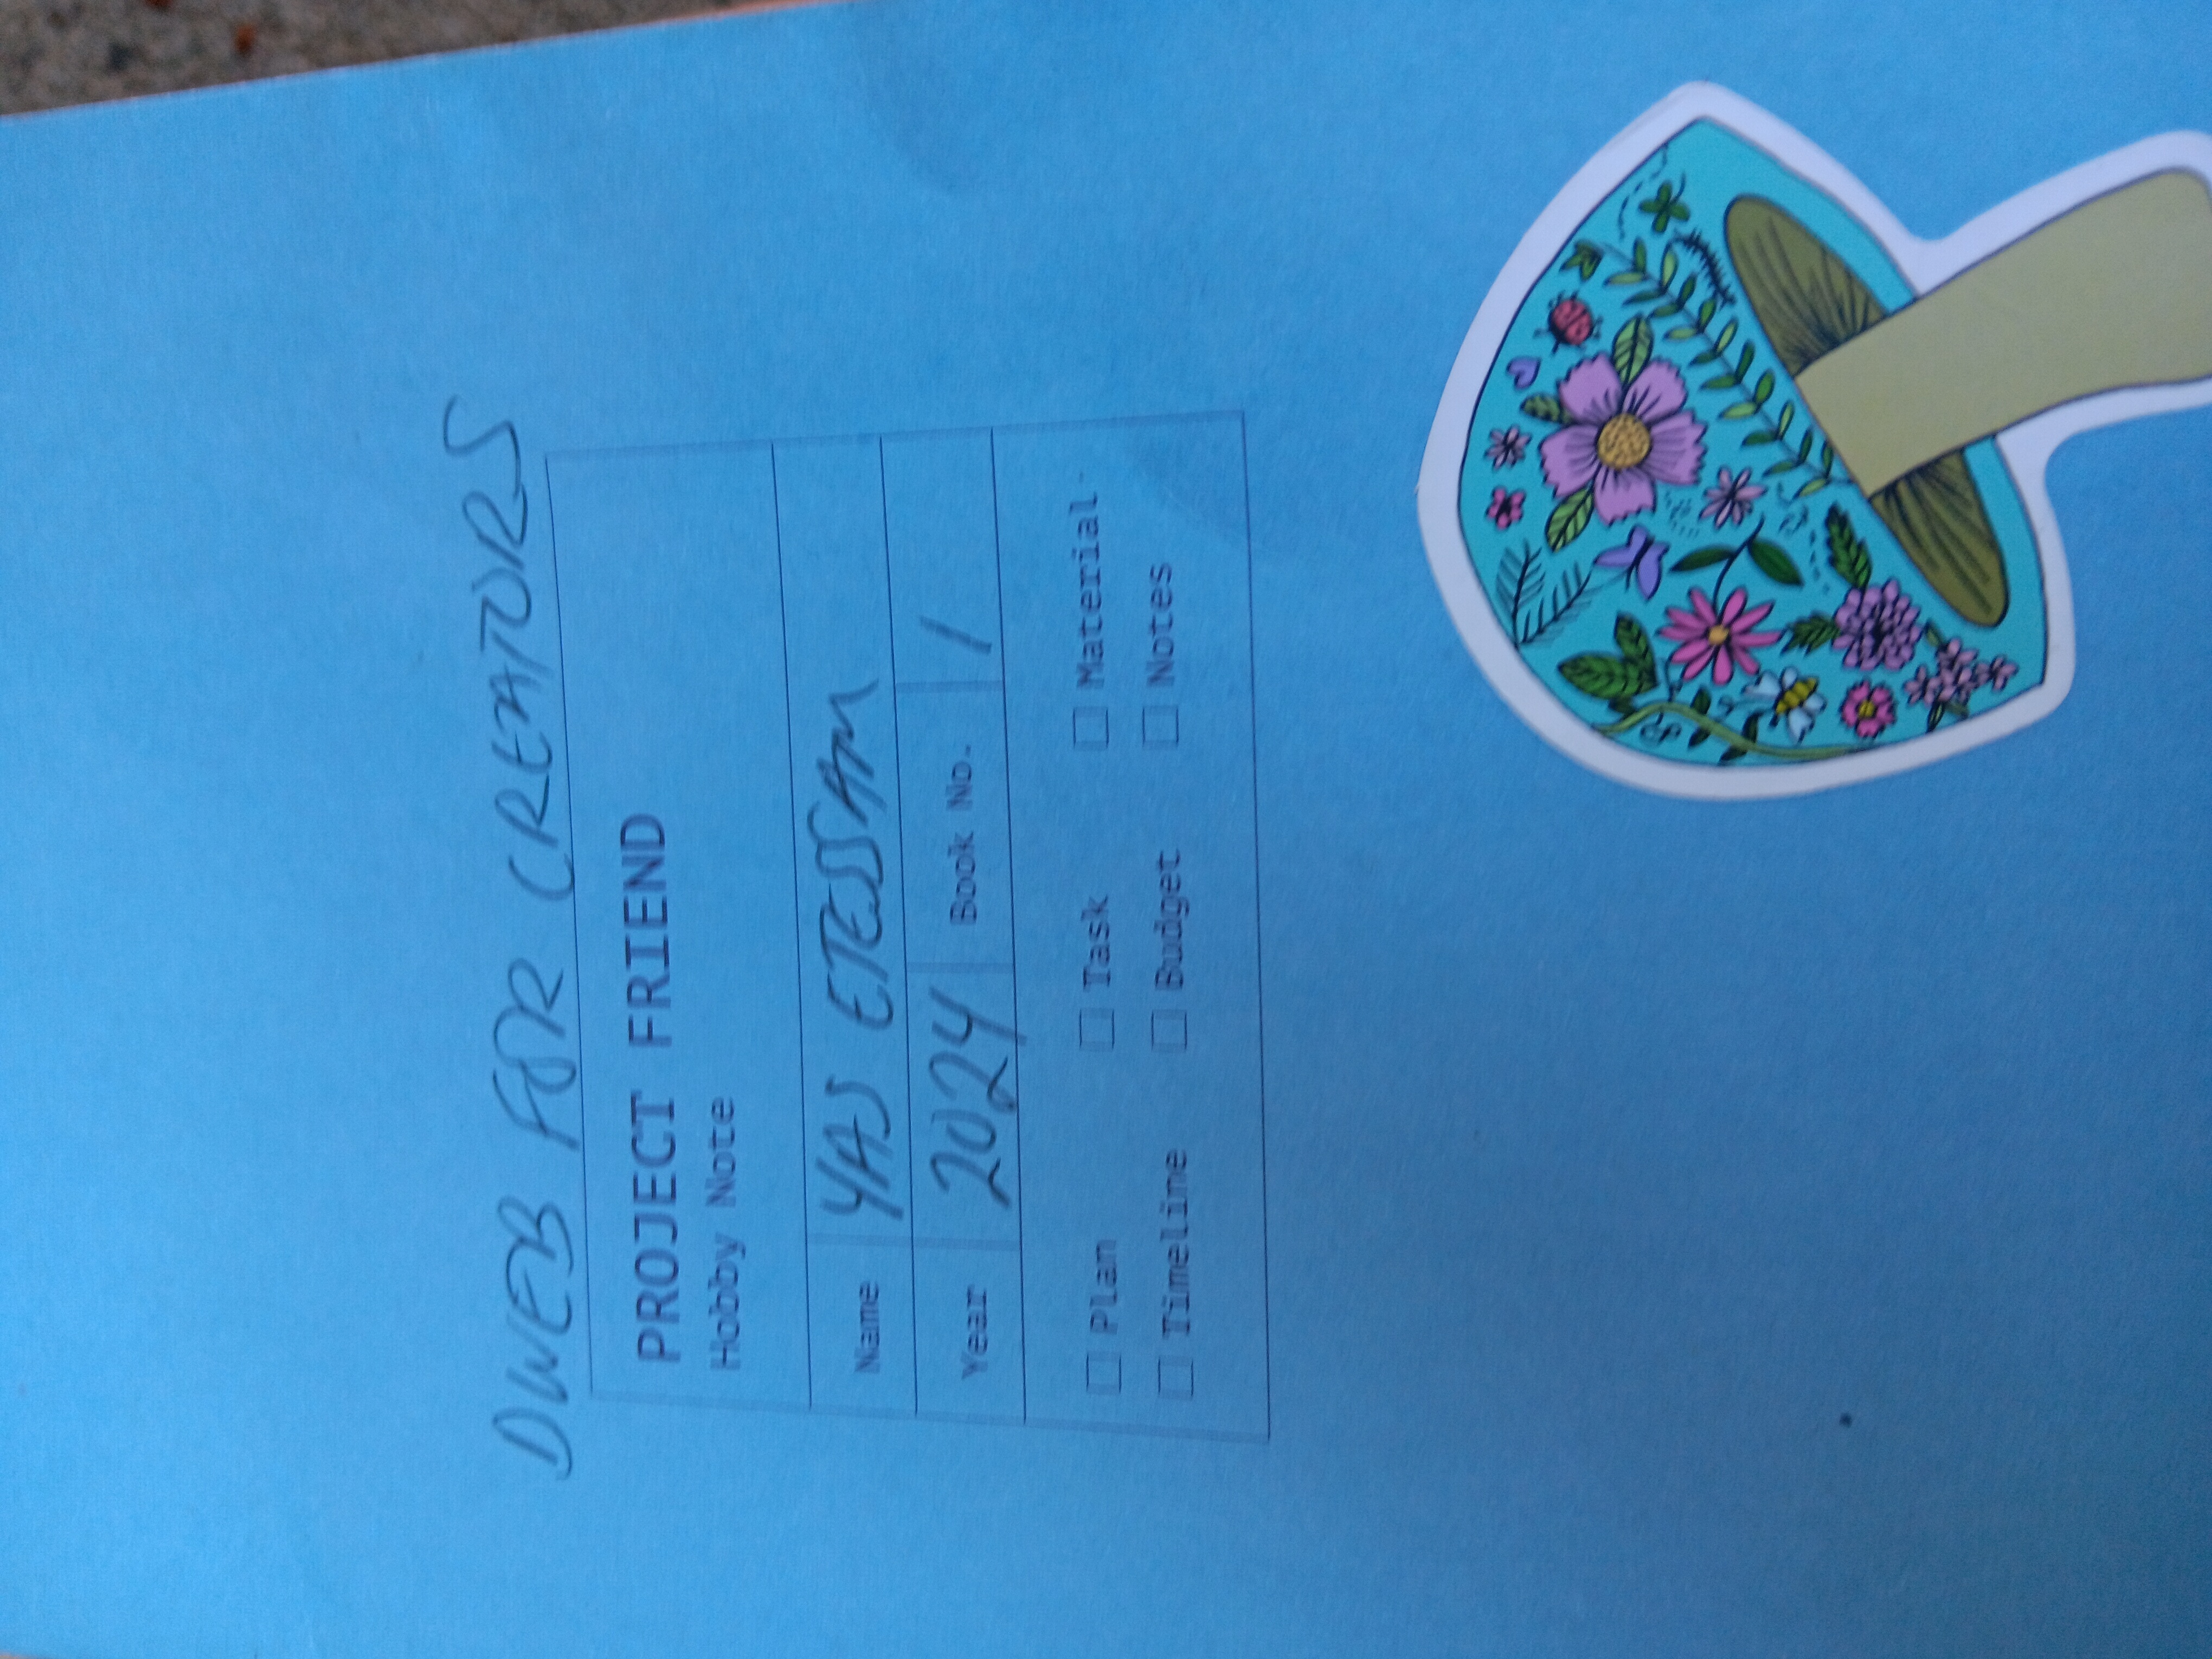 DWEB FOR CREATORS
PROJECT FRIEND
Hobby Note
Name YAS ETESSAM
Year 2024 Book No. 1
Plan Task Material
Timeline Budget Notes